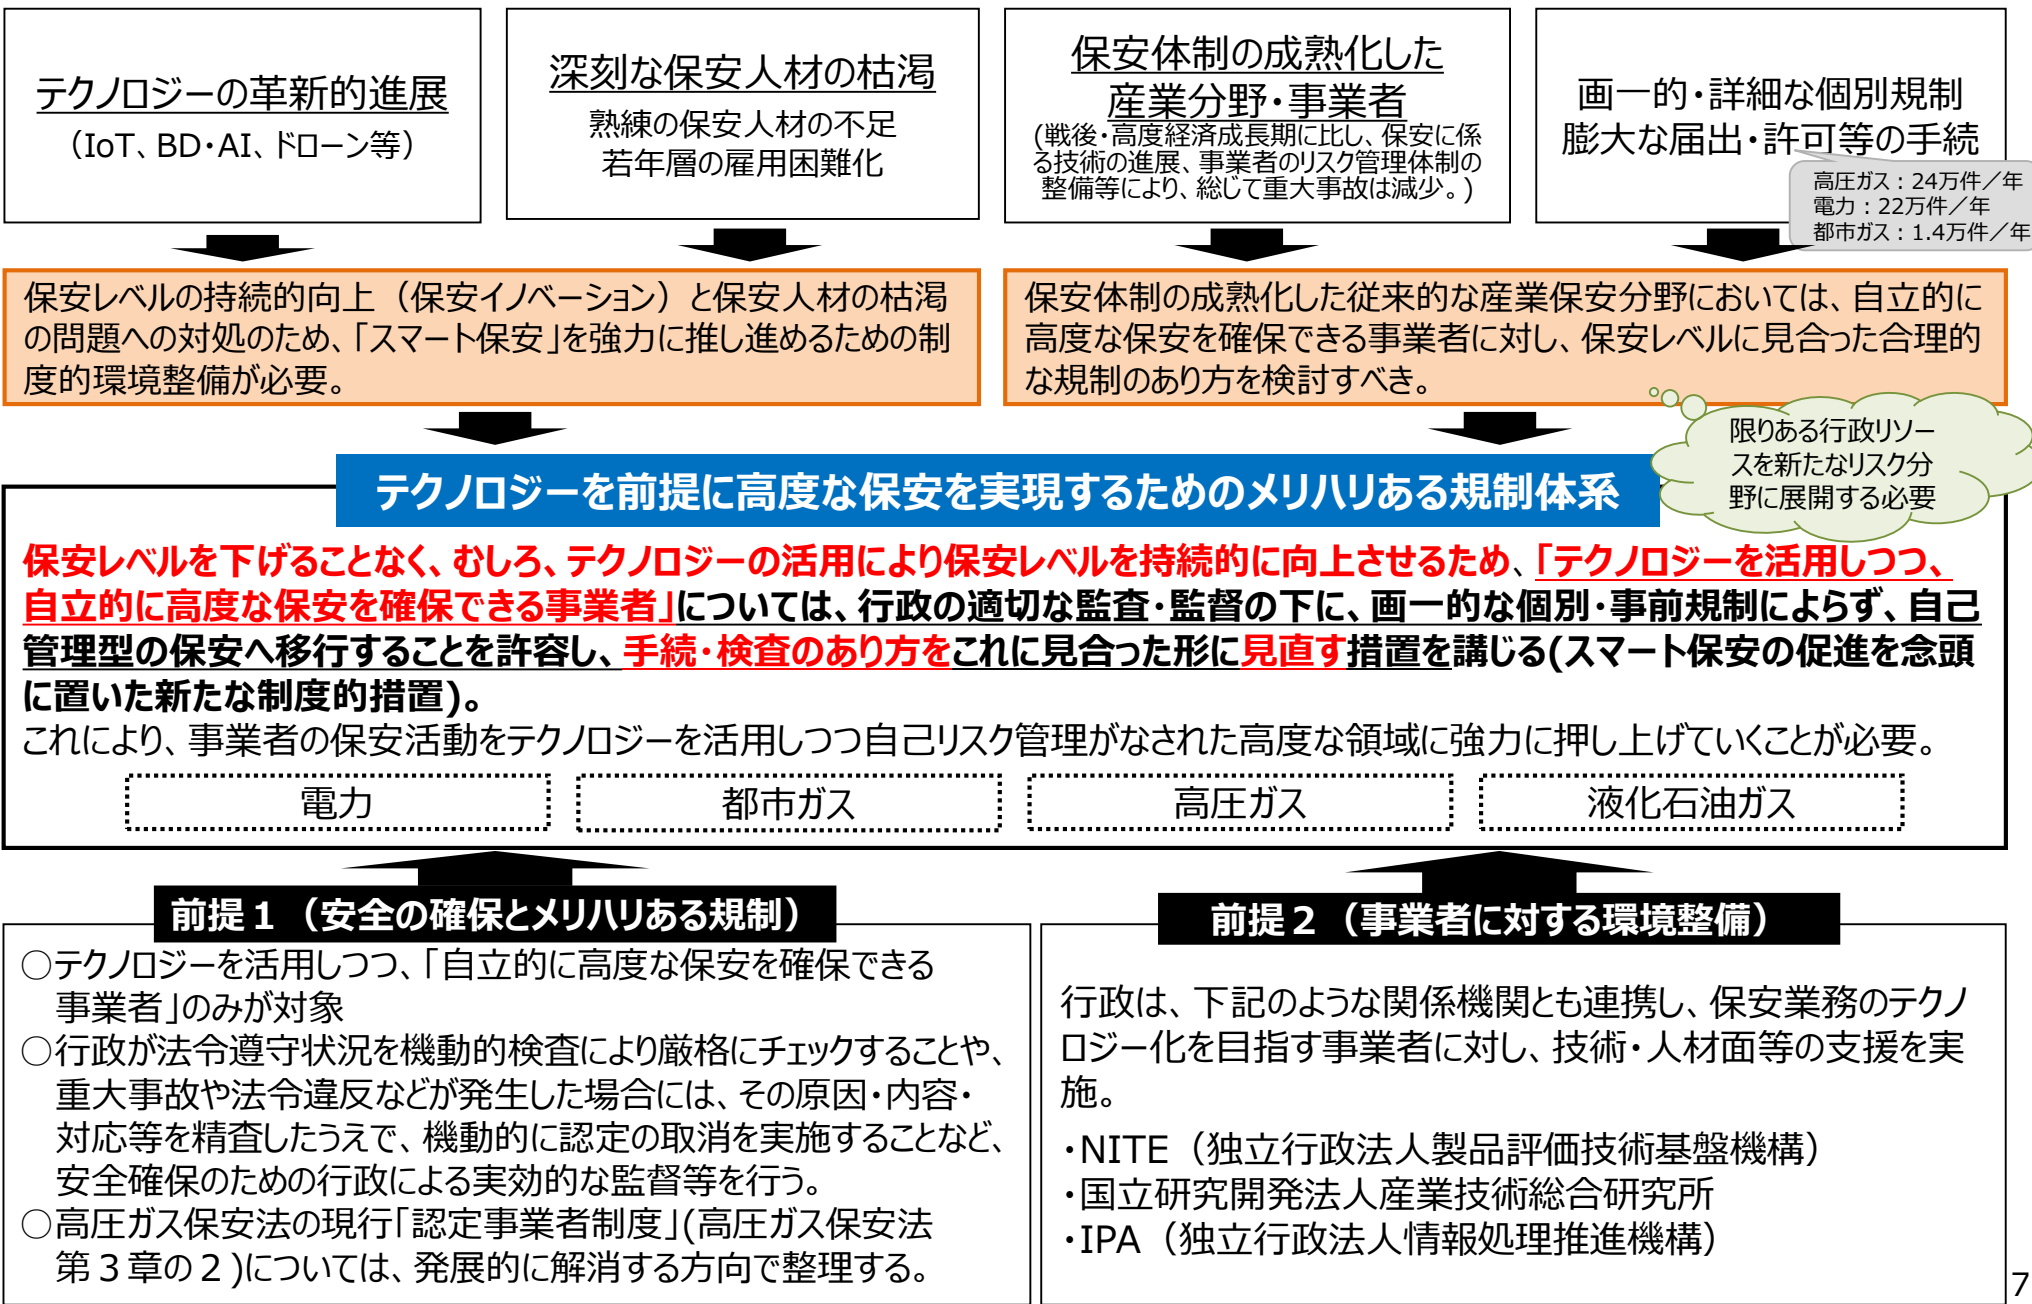 テクノロジーの革新的進展
（IoT、BD・AI、ドローン等）
深刻な保安人材の枯渇
熟練の保安人材の不足
若年層の雇用困難化
保安体制の成熟化した
産業分野・事業者
(戦後・高度経済成長期に比し、保安に係
る技術の進展、事業者のリスク管理体制の
整備等により、総じて重大事故は減少。)
画一的・詳細な個別規制
膨大な届出・許可等の手続
高圧ガス：24万件／年
電力：22万件／年
都市ガス：1.4万件／年
保安レベルの持続的向上（保安イノベーション）と保安人材の枯渇
の問題への対処のため、「スマート保安」を強力に推し進めるための制
度的環境整備が必要。
保安体制の成熟化した従来的な産業保安分野においては、自立的に
高度な保安を確保できる事業者に対し、保安レベルに見合った合理的
な規制のあり方を検討すべき。
限りある行政リソー
スを新たなリスク分
野に展開する必要
テクノロジーを前提に高度な保安を実現するためのメリハリある規制体系
保安レベルを下げることなく、むしろ、テクノロジーの活用により保安レベルを持続的に向上させるため、「テクノロジーを活用しつつ、
自立的に高度な保安を確保できる事業者」については、行政の適切な監査・監督の下に、画一的な個別・事前規制によらず、自己
管理型の保安へ移行することを許容し、手続・検査のあり方をこれに見合った形に見直す措置を講じる(スマート保安の促進を念頭
に置いた新たな制度的措置)。
これにより、事業者の保安活動をテクノロジーを活用しつつ自己リスク管理がなされた高度な領域に強力に押し上げていくことが必要。
電力
都市ガス
高圧ガス
液化石油ガス
前提１（安全の確保とメリハリある規制）
○テクノロジーを活用しつつ、「自立的に高度な保安を確保できる
事業者」のみが対象
○行政が法令遵守状況を機動的検査により厳格にチェックすることや、
重大事故や法令違反などが発生した場合には、その原因・内容・
対応等を精査したうえで、機動的に認定の取消を実施することなど、
安全確保のための行政による実効的な監督等を行う。
○高圧ガス保安法の現行「認定事業者制度」(高圧ガス保安法
第３章の２)については、発展的に解消する方向で整理する。
前提２（事業者に対する環境整備）
行政は、下記のような関係機関とも連携し、保安業務のテクノ
ロジー化を目指す事業者に対し、技術・人材面等の支援を実
施。
・NITE（独立行政法人製品評価技術基盤機構）
・国立研究開発法人産業技術総合研究所
・IPA（独立行政法人情報処理推進機構）
7